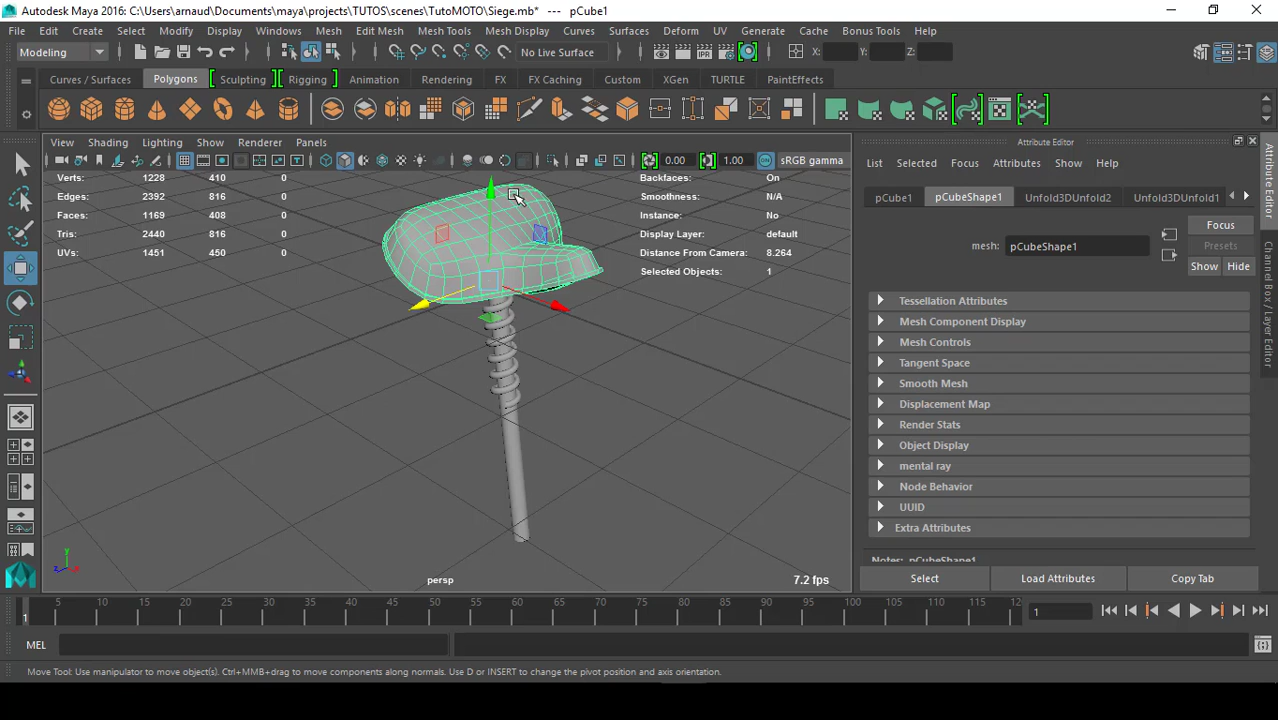 Autodesk Maya 2016: C:\Users\arnaud\Documents\maya\projects\TUTOS\scenes\TutoMOTO\Siege.mb* --- pCube1
File Edit Create Select Modify Display Windows Mesh Edit Mesh Mesh Tools Mesh Display Curves Surfaces Deform UV Generate Cache Bonus Tools Help
Modeling No Live Surface X: Y: Z:
Curves / Surfaces Polygons Sculpting Rigging Animation Rendering FX FX Caching Custom XGen TURTLE PaintEffects
View Shading Lighting Show Renderer Panels
Attribute Editor
0.00 1.00 sRGB gamma
List Selected Focus Attributes Show Help
Verts: 1228 410 0 Backfaces: On
Edges: 2392 816 0 Smoothness: N/A
Faces: 1169 408 0 Instance: No
Tris: 2440 816 0 Display Layer: default
UVs: 1451 450 0 Distance From Camera: 8.264
Selected Objects: 1
pCube1 pCubeShape1 Unfold3DUnfold2 Unfold3DUnfold1
Focus
mesh: pCubeShape1
Presets
Show Hide
Tessellation Attributes
Mesh Component Display
Mesh Controls
Tangent Space
Smooth Mesh
Displacement Map
Render Stats
Object Display
mental ray
Node Behavior
UUID
Extra Attributes
Notes: pCubeShape1
Select Load Attributes Copy Tab
Attribute Editor
Channel Box / Layer Editor
y
z x
persp
7.2 fps
1 5 10 15 20 25 30 35 40 45 50 55 60 65 70 75 80 85 90 95 100 105 110 115 12 1
MEL
Move Tool: Use manipulator to move object(s). Ctrl+MMB+drag to move components along normals. Use D or INSERT to change the pivot position and axis orientation.